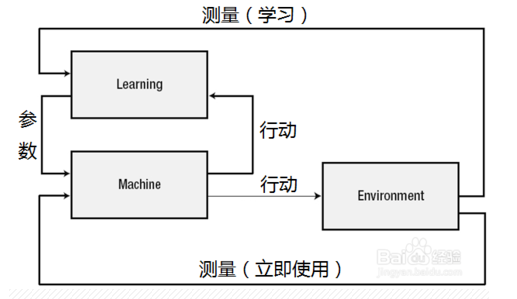 测量（学习）
Learning
参
数
行动
Machine
行动
Environment
测量（立即使用）
Baidu经验
jingyan.baidu.com